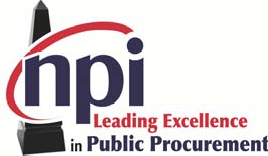 npi
Leading Excellence
in Public Procurement